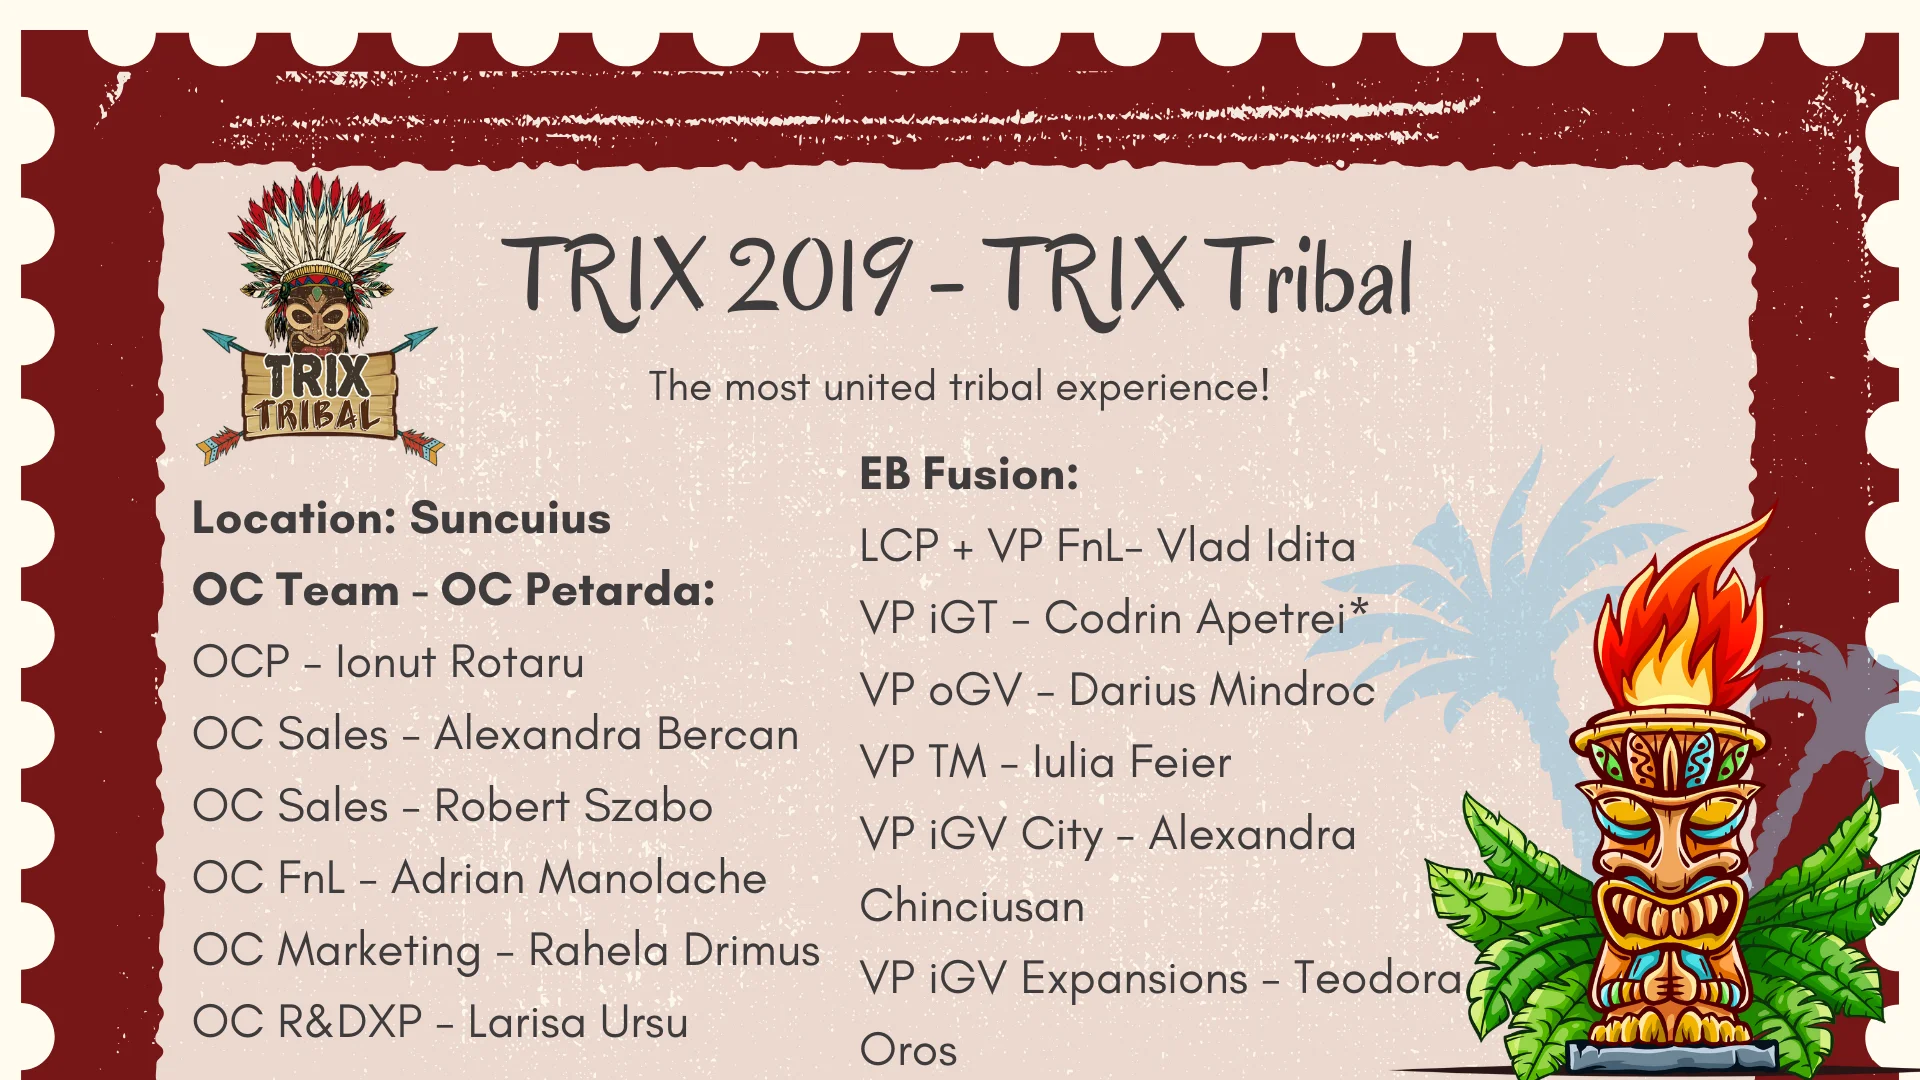 TRIX 2019 - TRIX Tribal
TRIX
TRIBAL
The most united tribal experience!
Location: Suncuius
OC Team - OC Petarda:
OCP - Ionut Rotaru
OC Sales - Alexandra Bercan
OC Sales - Robert Szabo
OC FnL - Adrian Manolache
OC Marketing - Rahela Drimus
OC R&DXP - Larisa Ursu
EB Fusion:
LCP + VP FnL- Vlad Idita
VP iGT - Codrin Apetrei*
VP oGV - Darius Mindroc
VP TM - Iulia Feier
VP iGV City - Alexandra
Chinciusan
VP iGV Expansions - Teodora
Oros